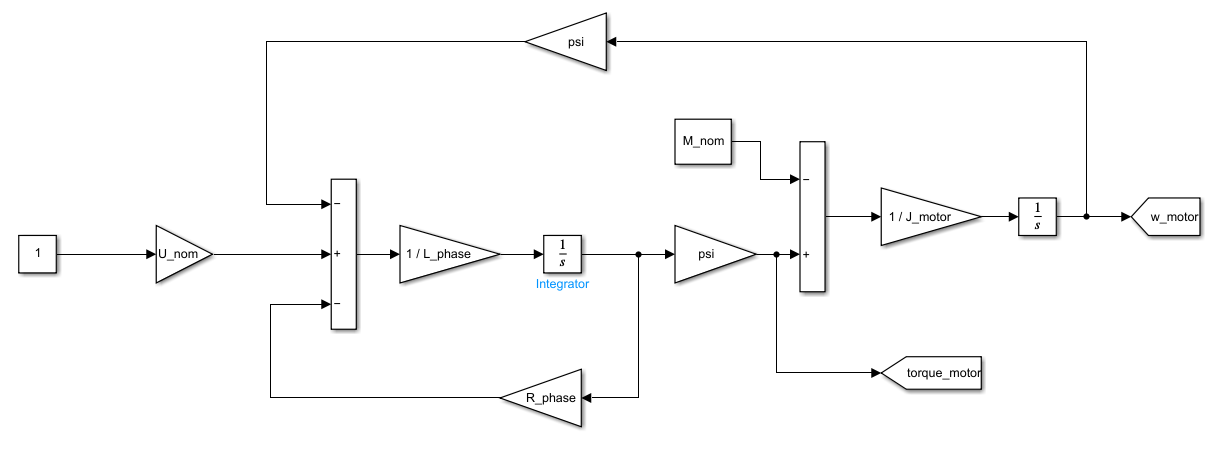 psi
M_nom
−
−
1 / J_motor
1
s
w_motor
1
U_nom
+
1 / L_phase
1
s
psi
+
Integrator
−
torque_motor
R_phase